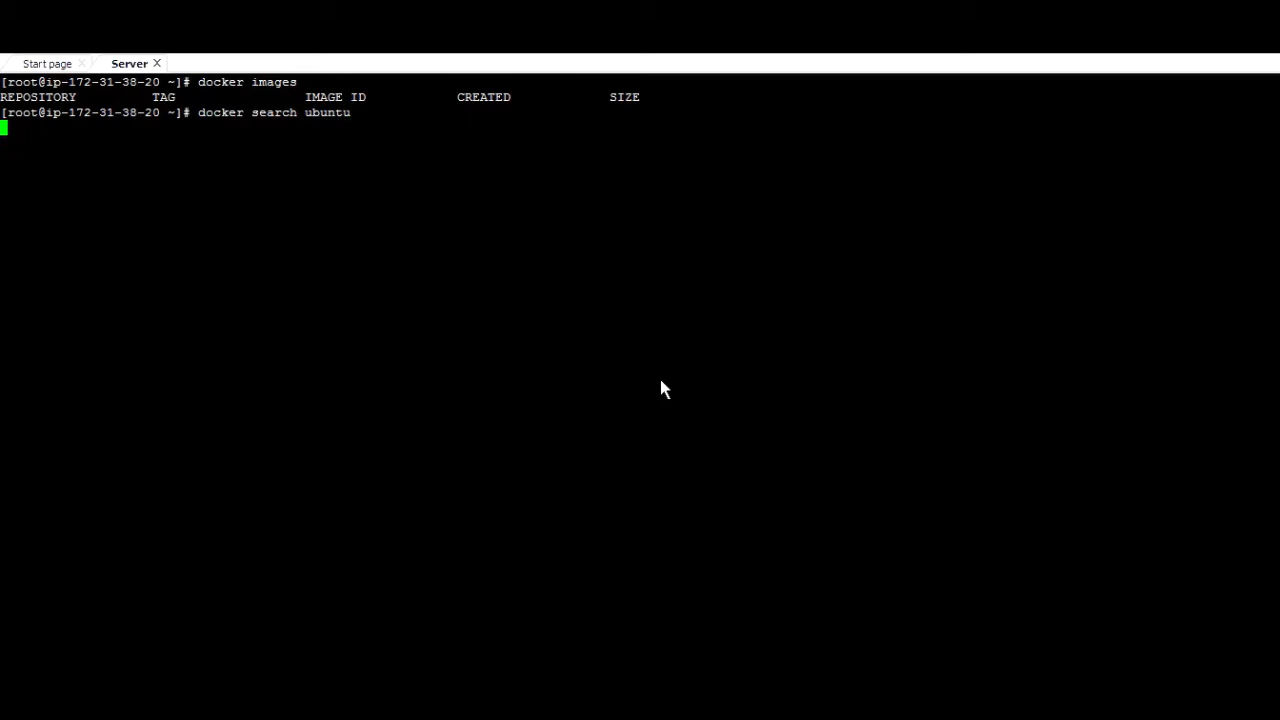 Start page
Server
[root@ip-172-31-38-20 ~]# docker images
REPOSITORY TAG IMAGE ID CREATED SIZE
[root@ip-172-31-38-20 ~]# docker search ubuntu